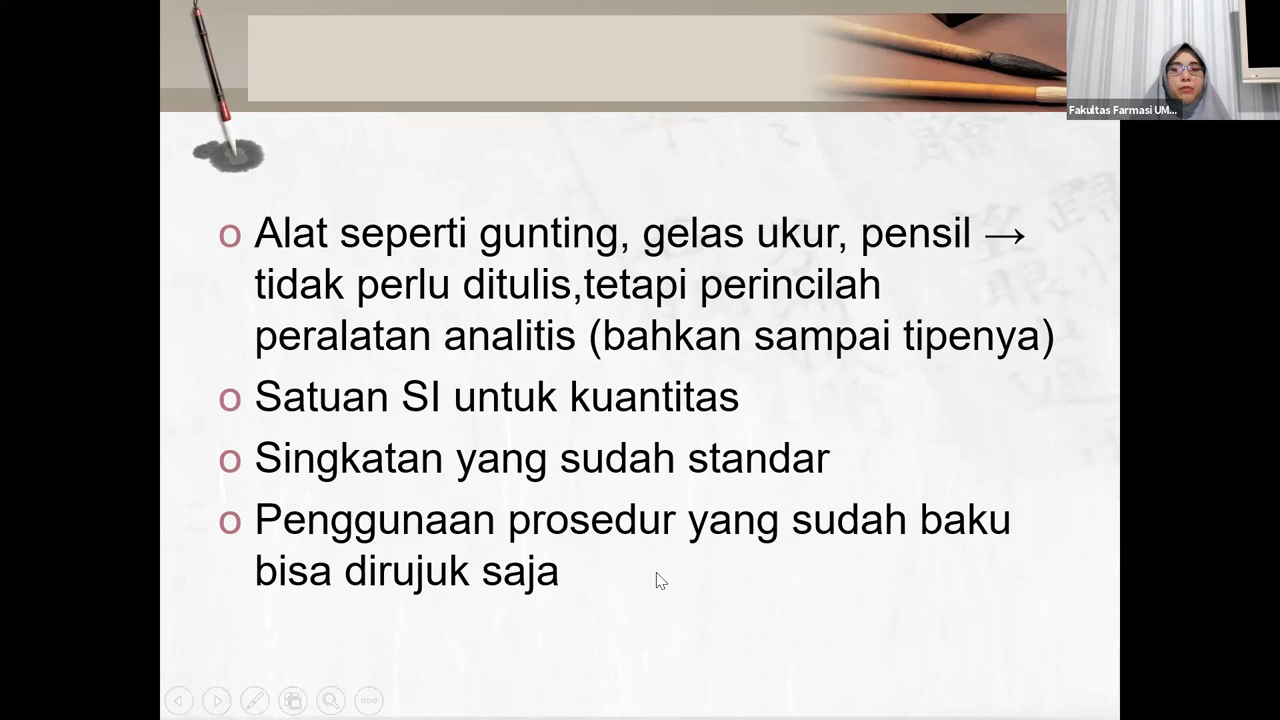 Fakultas Farmasi UM...
o Alat seperti gunting, gelas ukur, pensil →
tidak perlu ditulis,tetapi perincilah
peralatan analitis (bahkan sampai tipenya)
o Satuan SI untuk kuantitas
o Singkatan yang sudah standar
o Penggunaan prosedur yang sudah baku
bisa dirujuk saja